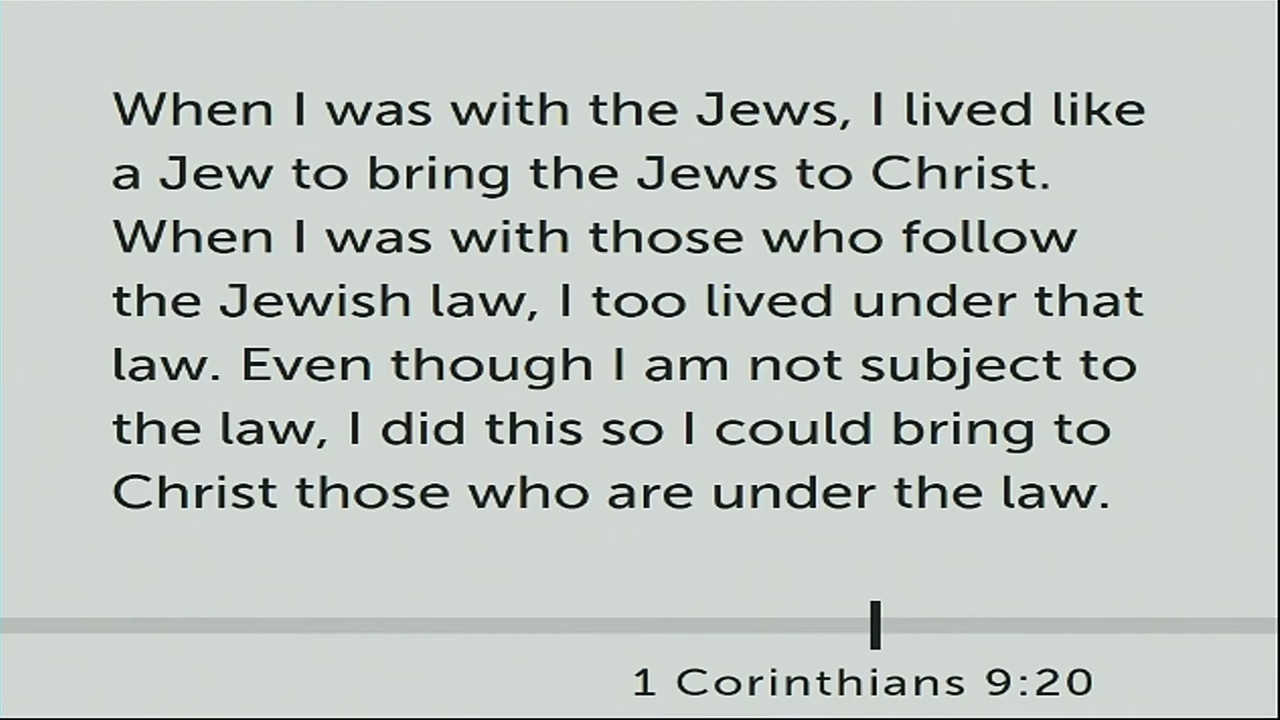 When I was with the Jews, I lived like
a Jew to bring the Jews to Christ.
When I was with those who follow
the Jewish law, I too lived under that
law. Even though I am not subject to
the law, I did this so I could bring to
Christ those who are under the law.
1 Corinthians 9:20